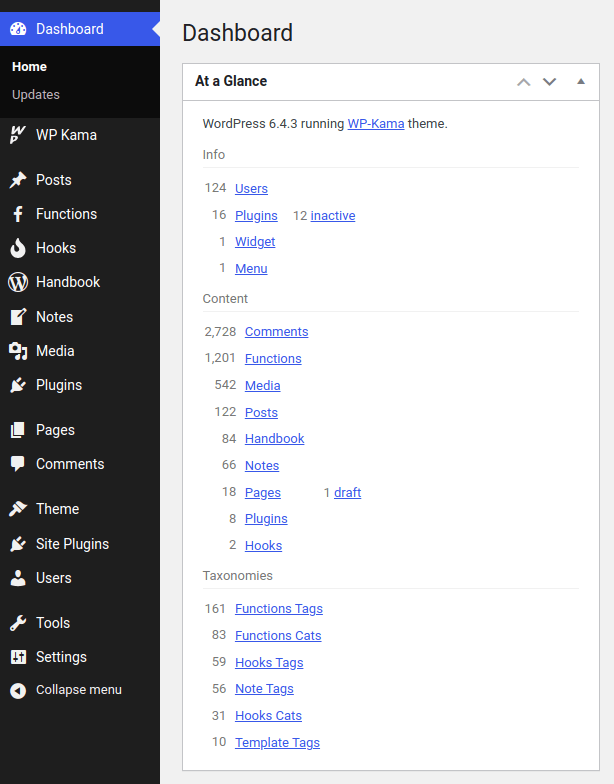 Dashboard
Home
Updates
WP Kama
Posts
Functions
Hooks
Handbook
Notes
Media
Plugins
Pages
Comments
Theme
Site Plugins
Users
Tools
Settings
Collapse menu
Dashboard
At a Glance
WordPress 6.4.3 running WP-Kama theme.
Info
124 Users
16 Plugins 12 inactive
1 Widget
1 Menu
Content
2,728 Comments
1,201 Functions
542 Media
122 Posts
84 Handbook
66 Notes
18 Pages 1 draft
8 Plugins
2 Hooks
Taxonomies
161 Functions Tags
83 Functions Cats
59 Hooks Tags
56 Note Tags
31 Hooks Cats
10 Template Tags